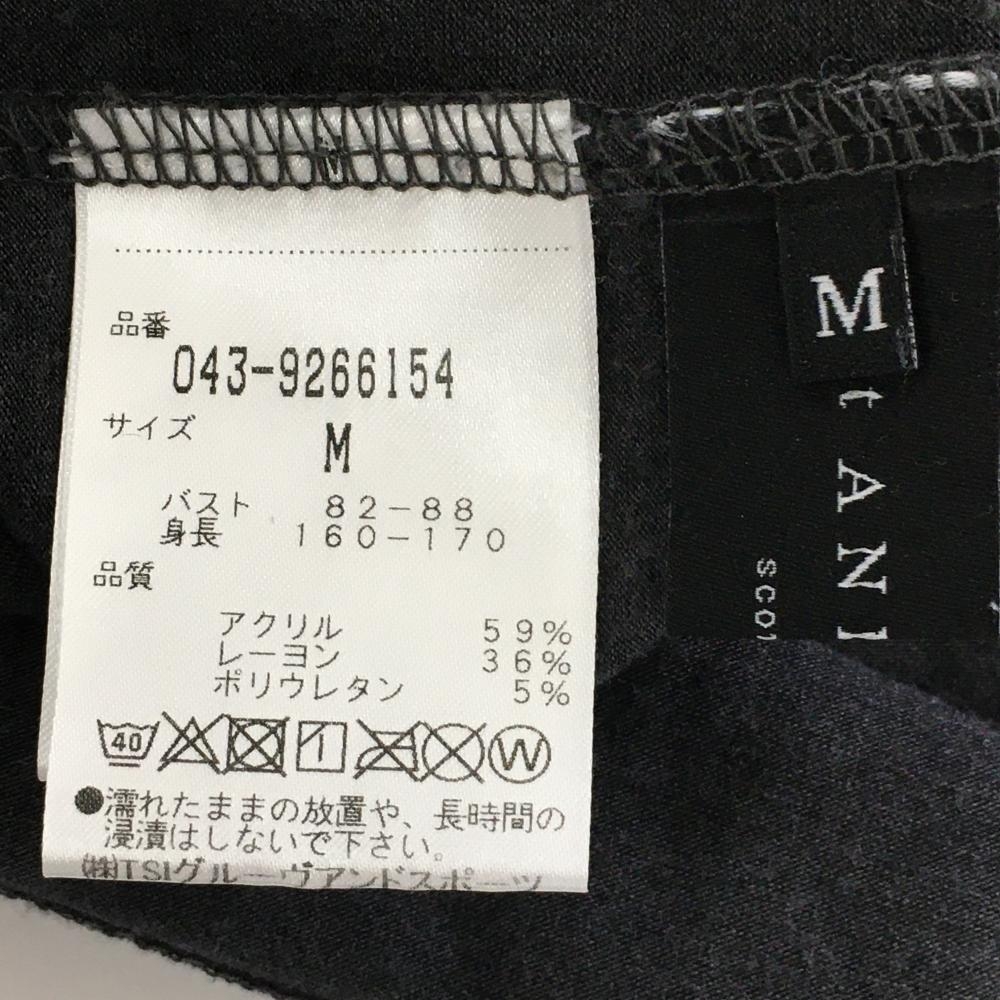 品番
043-9266154
サイズ
M
バスト 82-88
身長 160-170
品質
アクリル 59%
レーヨン 36%
ポリウレタン 5%
40
W
●濡れたままの放置や、長時間の
浸漬はしないで下さい。
㈱TSIグルーヴアンドスポーツ
M
t ANI